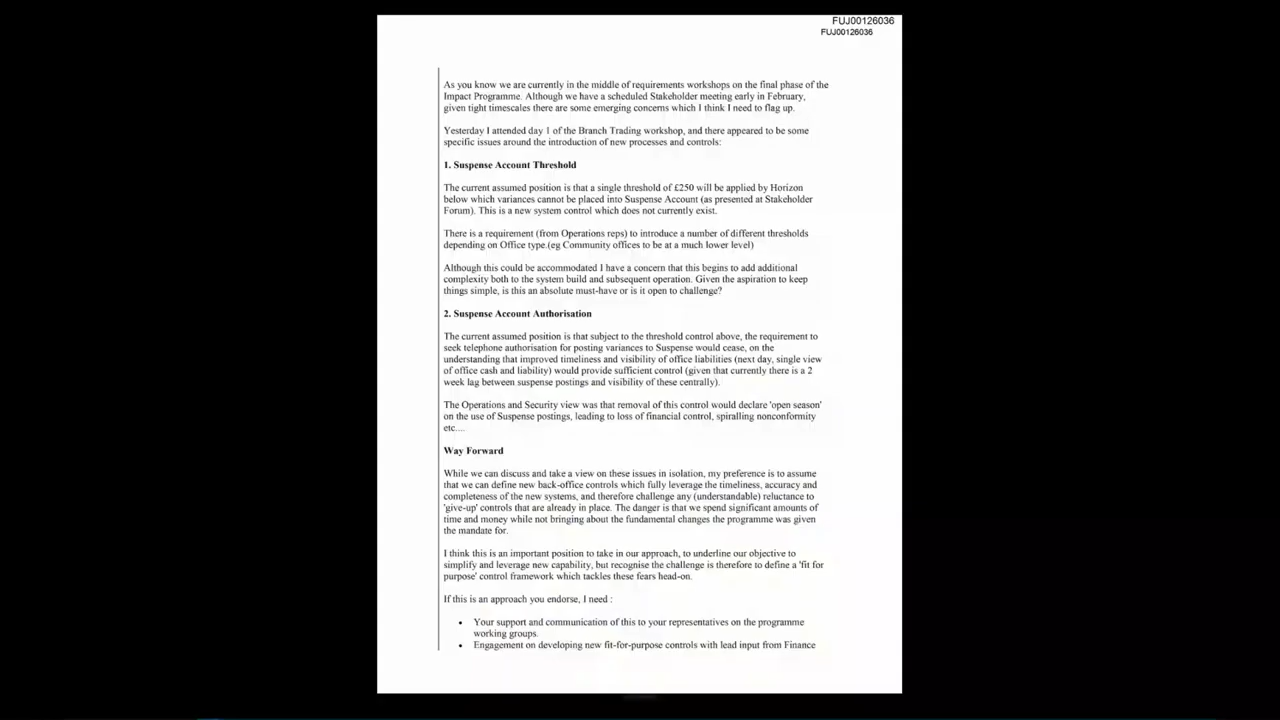 FUJ00126036
FUJ00126036
As you know we are currently in the middle of requirements workshops on the final phase of the
Impact Programme. Although we have a scheduled Stakeholder meeting early in February,
given tight timescales there are some emerging concerns which I think I need to flag up.
Yesterday I attended day 1 of the Branch Trading workshop, and there appeared to be some
specific issues around the introduction of new processes and controls:
1. Suspense Account Threshold
The current assumed position is that a single threshold of £250 will be applied by Horizon
below which variances cannot be placed into Suspense Account (as presented at Stakeholder
Forum). This is a new system control which does not currently exist.
There is a requirement (from Operations reps) to introduce a number of different thresholds
depending on Office type.(eg Community offices to be at a much lower level)
Although this could be accommodated I have a concern that this begins to add additional
complexity both to the system build and subsequent operation. Given the aspiration to keep
things simple, is this an absolute must-have or is it open to challenge?
2. Suspense Account Authorisation
The current assumed position is that subject to the threshold control above, the requirement to
seek telephone authorisation for posting variances to Suspense would cease, on the
understanding that improved timeliness and visibility of office liabilities (next day, single view
of office cash and liability) would provide sufficient control (given that currently there is a 2
week lag between suspense postings and visibility of these centrally).
The Operations and Security view was that removal of this control would declare 'open season'
on the use of Suspense postings, leading to loss of financial control, spiralling nonconformity
etc....
Way Forward
While we can discuss and take a view on these issues in isolation, my preference is to assume
that we can define new back-office controls which fully leverage the timeliness, accuracy and
completeness of the new systems, and therefore challenge any (understandable) reluctance to
'give-up' controls that are already in place. The danger is that we spend significant amounts of
time and money while not bringing about the fundamental changes the programme was given
the mandate for.
I think this is an important position to take in our approach, to underline our objective to
simplify and leverage new capability, but recognise the challenge is therefore to define a 'fit for
purpose' control framework which tackles these fears head-on.
If this is an approach you endorse, I need :
• Your support and communication of this to your representatives on the programme
working groups.
• Engagement on developing new fit-for-purpose controls with lead input from Finance